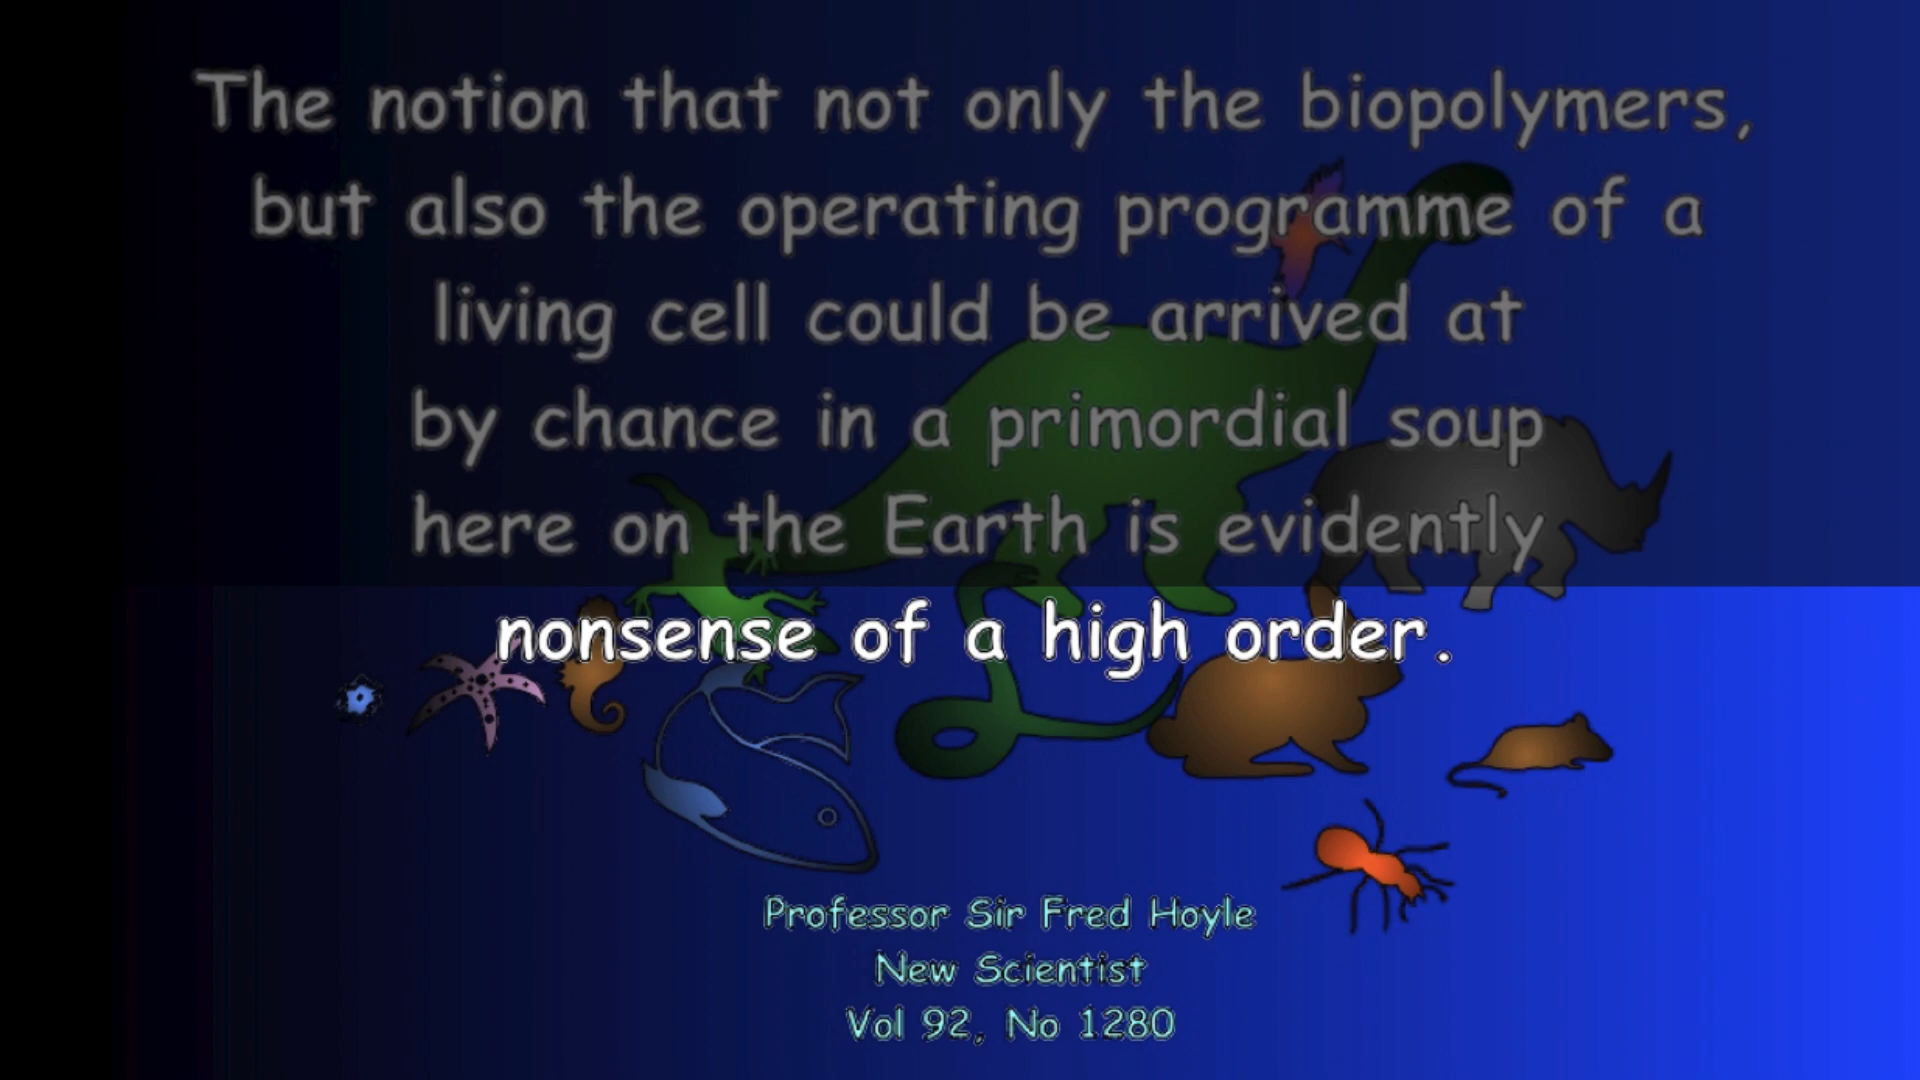 The notion that not only the biopolymers,
but also the operating programme of a
living cell could be arrived at
by chance in a primordial soup
here on the Earth is evidently
nonsense of a high order.
Professor Sir Fred Hoyle
New Scientist
Vol 92, No 1280